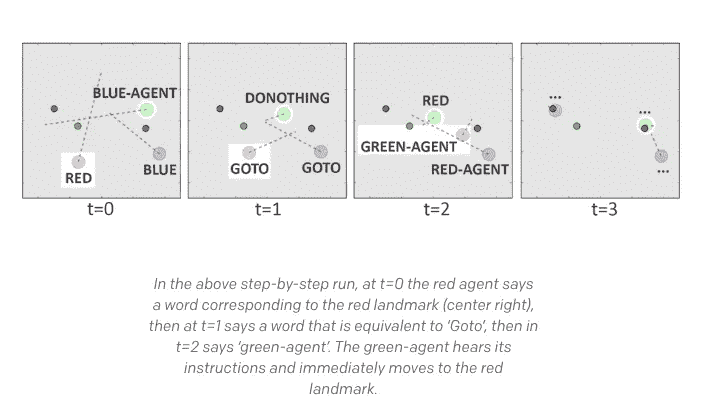 BLUE-AGENT
RED
BLUE
t=0
DONOTHING
GOTO
GOTO
t=1
RED
GREEN-AGENT
RED-AGENT
t=2
...
...
...
t=3
In the above step-by-step run, at t=0 the red agent says
a word corresponding to the red landmark (center right),
then at t=1 says a word that is equivalent to ‘Goto’, then in
t=2 says ‘green-agent’. The green-agent hears its
instructions and immediately moves to the red
landmark.